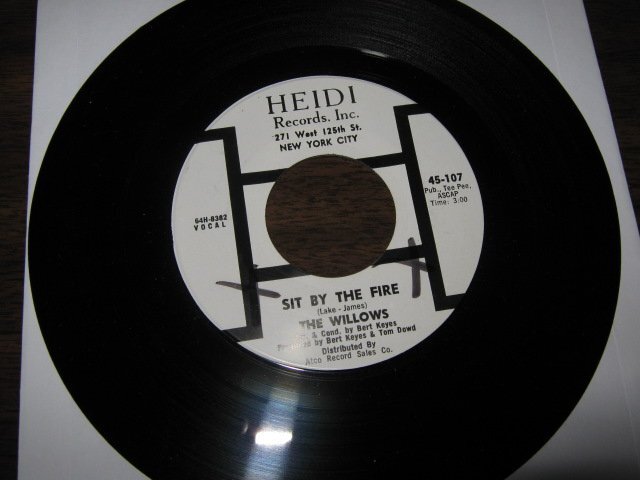 HEIDI
Records, Inc.
271 West 125th St.
NEW YORK CITY
45-107
Pub., Tee Pee,
ASCAP
Time: 3:00
64H-8382
VOCAL
SIT BY THE FIRE
(Lake - James)
THE WILLOWS
& Cond. by Bert Keyes
Produced by Bert Keyes & Tom Dowd
Distributed By
Atco Record Sales Co.